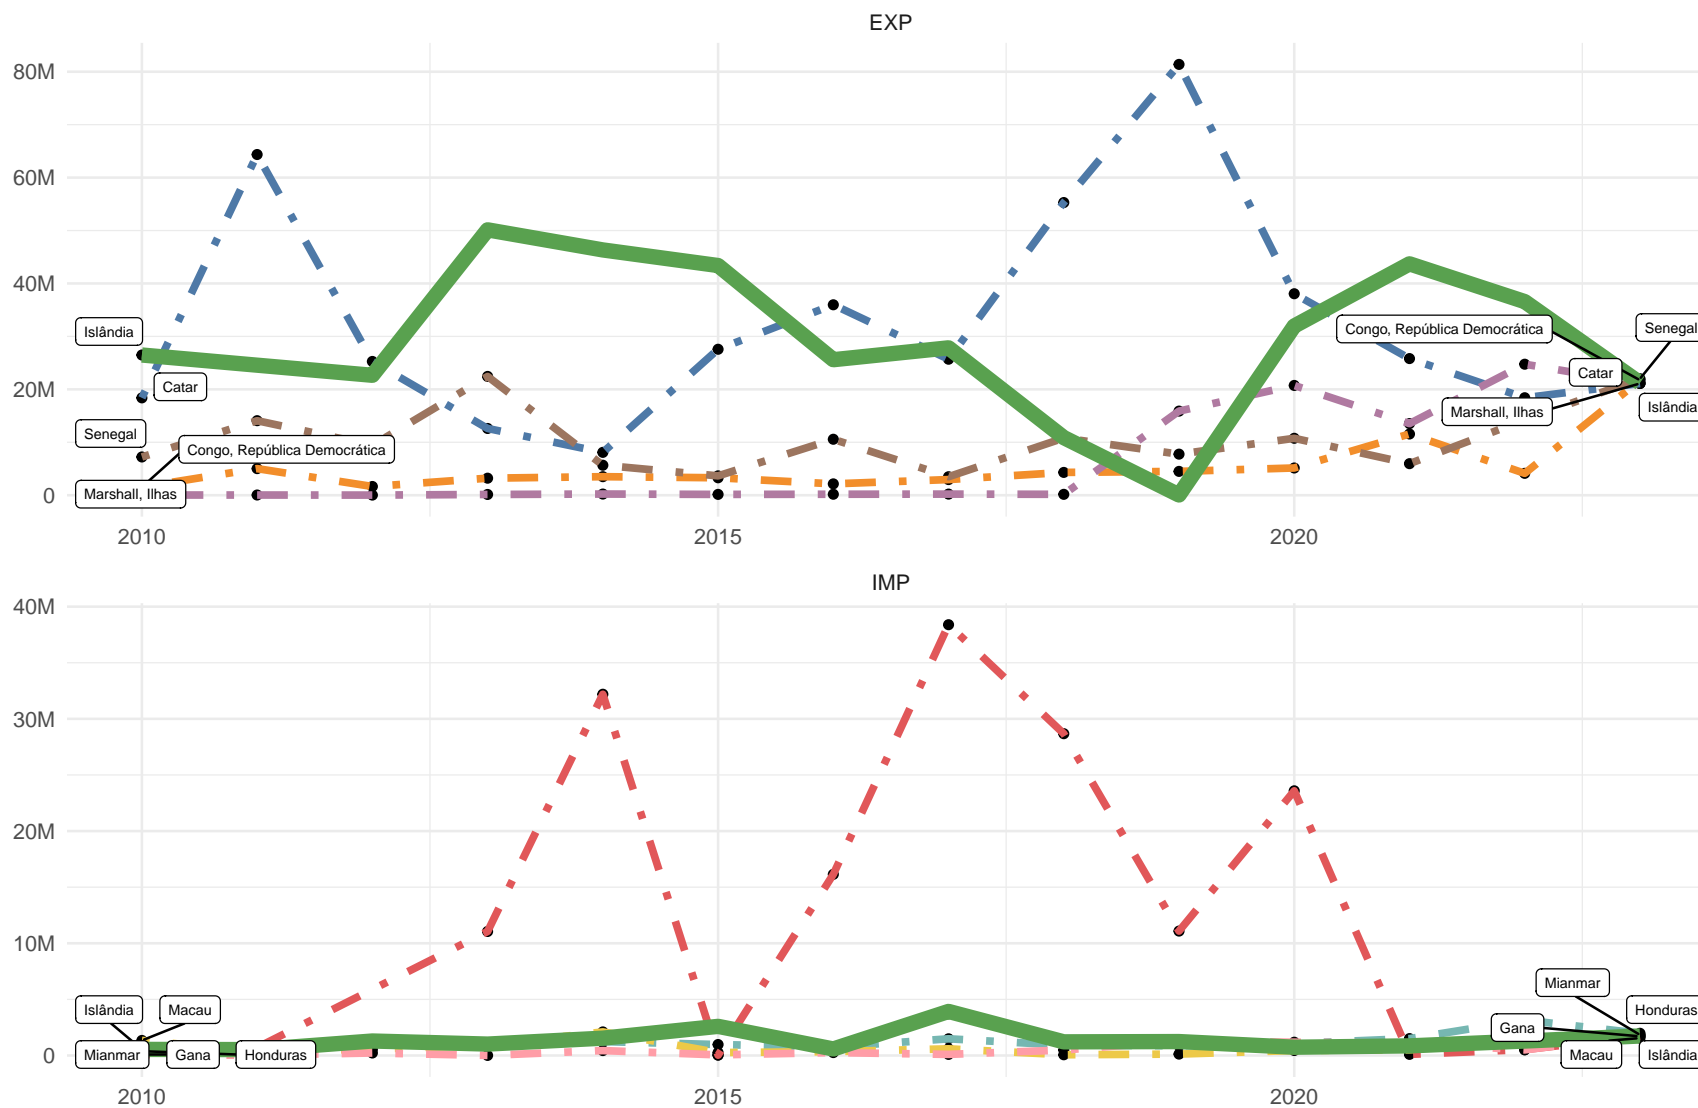 EXP
80M
60M
40M
20M
0
Islândia
Catar
Senegal
Congo, República Democrática
Marshall, Ilhas
Congo, República Democrática
Senegal
Catar
Marshall, Ilhas
Islândia
2010
2015
2020
IMP
40M
30M
20M
10M
0
Islândia
Macau
Mianmar
Gana
Honduras
Mianmar
Honduras
Gana
Macau
Islândia
2010
2015
2020